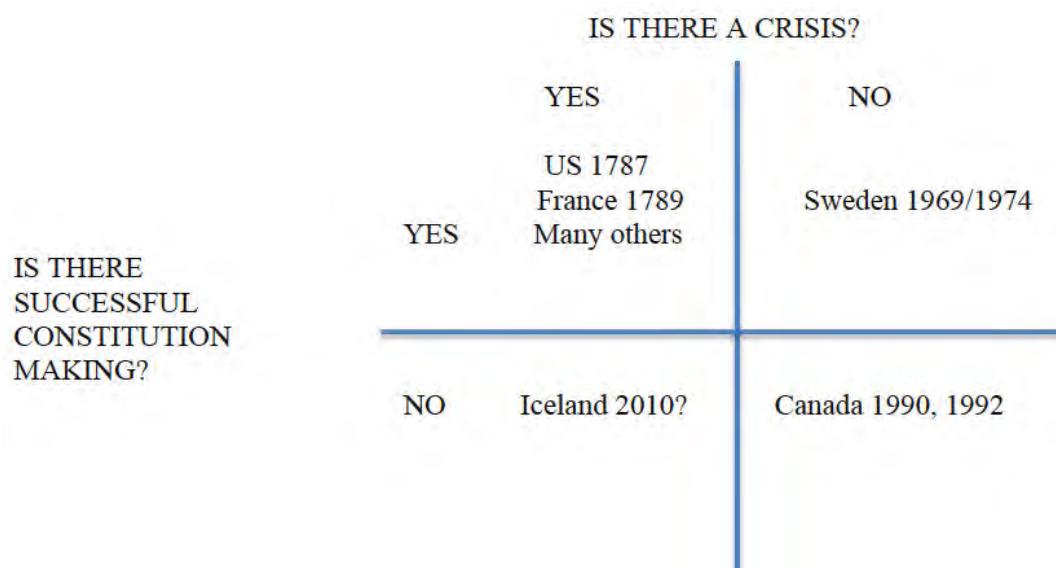 IS THERE A CRISIS?
YES
NO
US 1787
France 1789
Sweden 1969/1974
YES
Many others
IS THERE
SUCCESSFUL
CONSTITUTION
MAKING?
NO
Iceland 2010?
Canada 1990, 1992